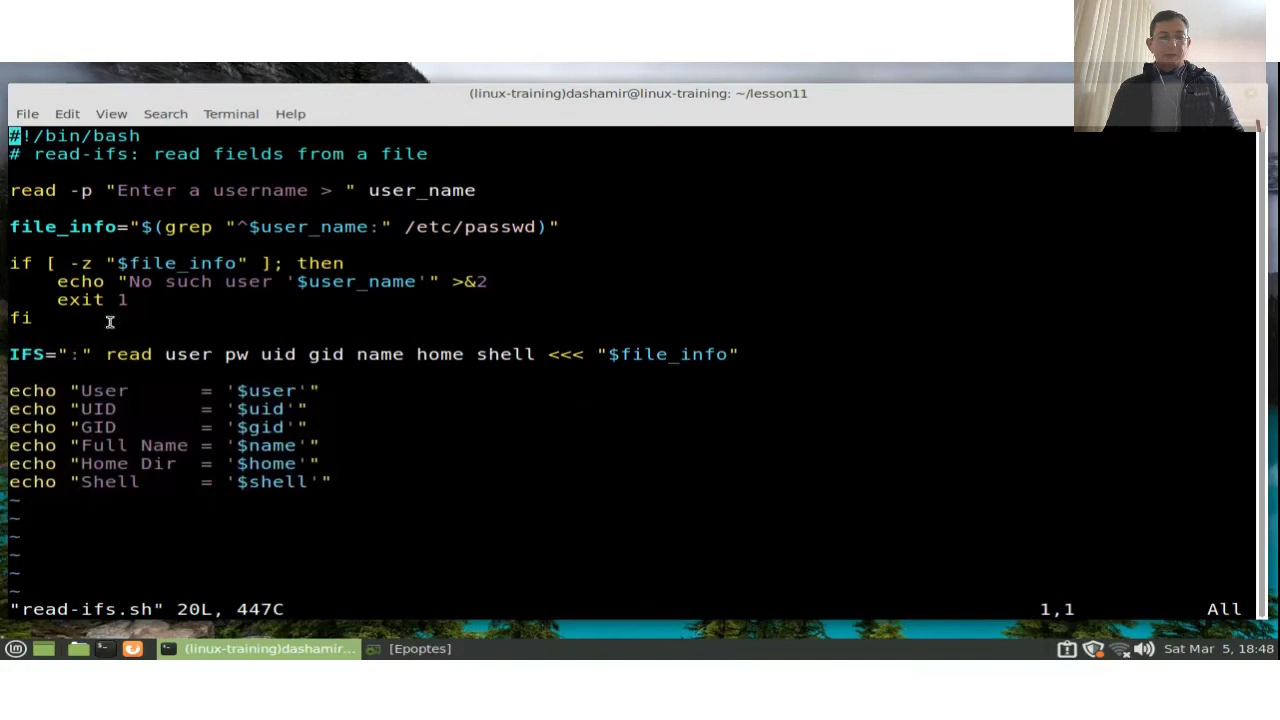 (linux-training)dashamir@linux-training: ~/lesson11
File Edit View Search Terminal Help
#!/bin/bash
# read-ifs: read fields from a file
read -p "Enter a username > " user_name
file_info="$(grep "^$user_name:" /etc/passwd)"
if [ -z "$file_info" ]; then
    echo "No such user '$user_name'" >&2
    exit 1
fi
IFS=":" read user pw uid gid name home shell <<< "$file_info"
echo "User      = '$user'"
echo "UID       = '$uid'"
echo "GID       = '$gid'"
echo "Full Name = '$name'"
echo "Home Dir  = '$home'"
echo "Shell     = '$shell'"
~
~
~
~
~
~
"read-ifs.sh" 20L, 447C 1,1 All
(linux-training)dashamir... [Epoptes] Sat Mar 5, 18:48